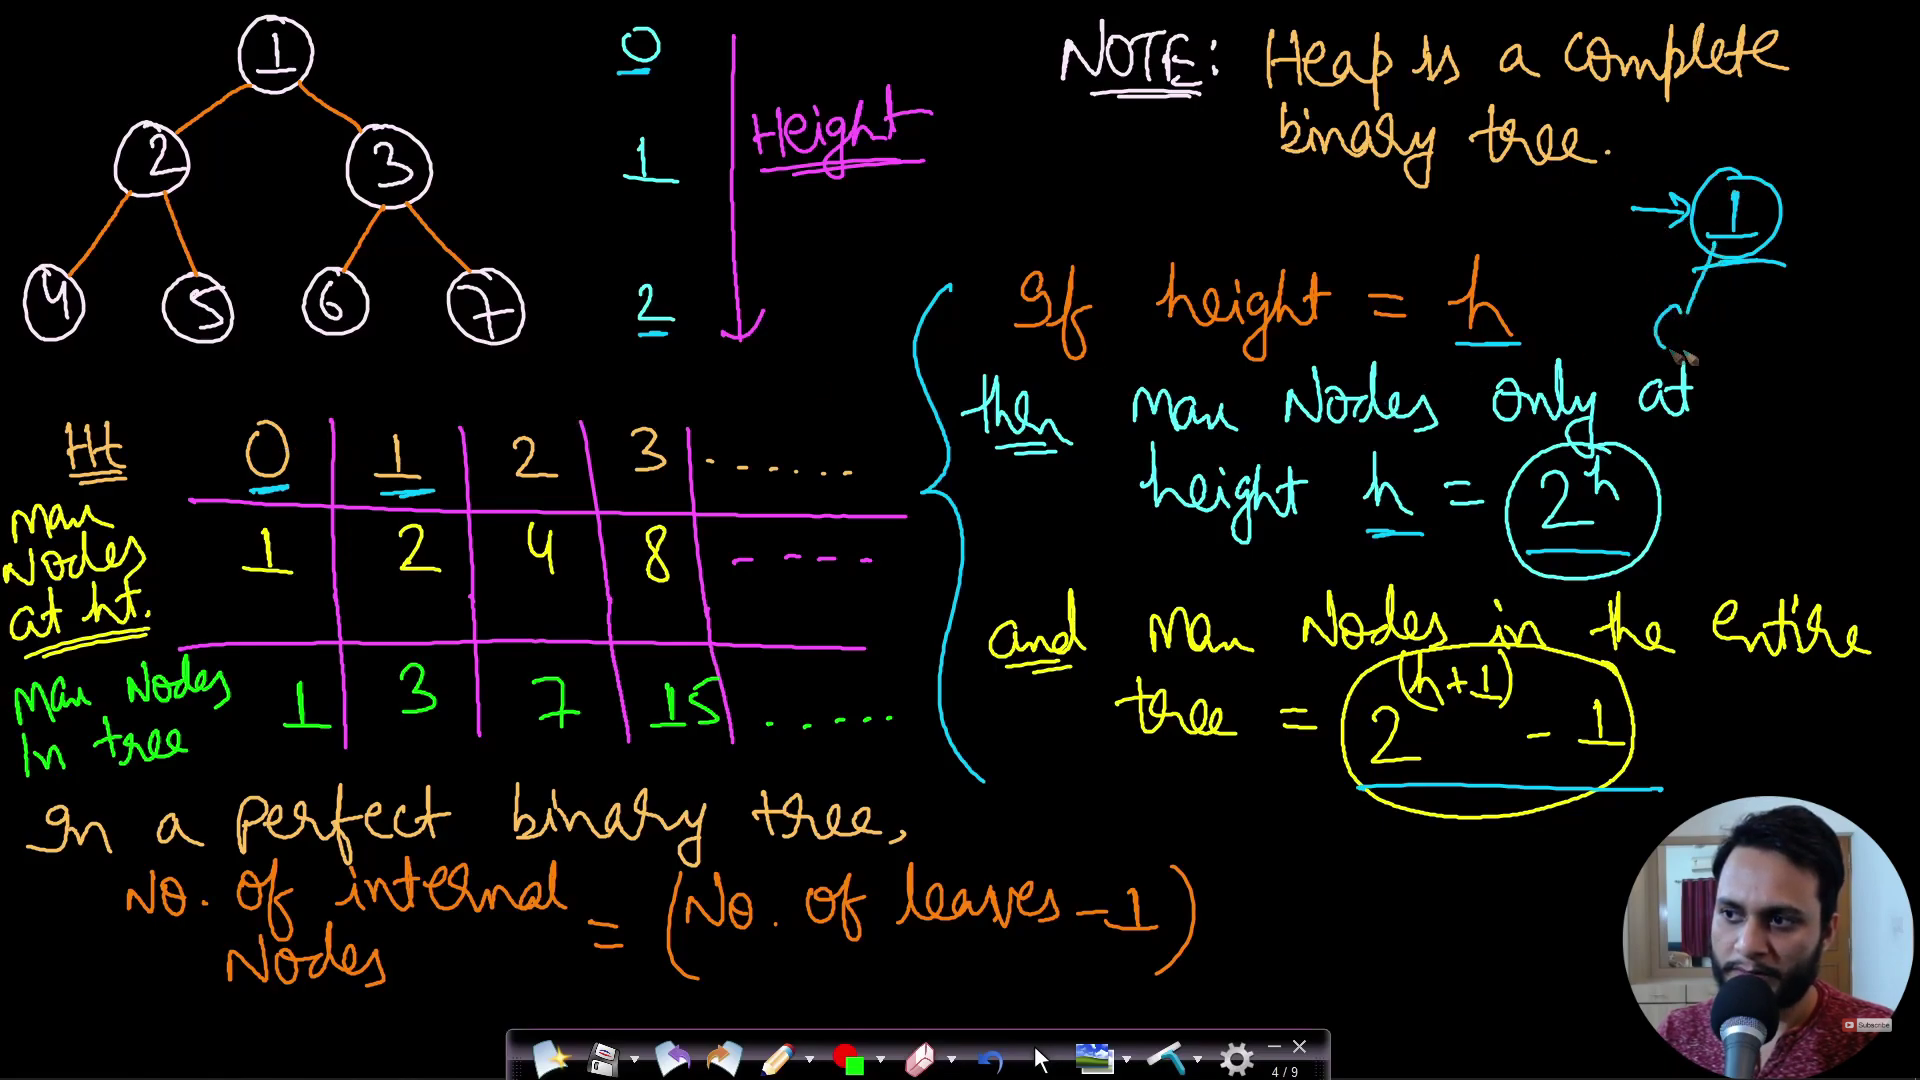 1
2 3
4 5 6 7
0
1
2
Height
NOTE: Heap is a complete
binary tree.
1
If height = h
then max Nodes only at
height h = 2^h
and Max Nodes in the entire
tree = 2^(h+1) - 1
Ht 0 1 2 3 .......
Max
Nodes
at ht.
1 2 4 8 ----
Max Nodes
In tree
1 3 7 15 ......
In a perfect binary tree,
No. of internal
Nodes
= (No. of leaves - 1)
4 / 9
Subscribe